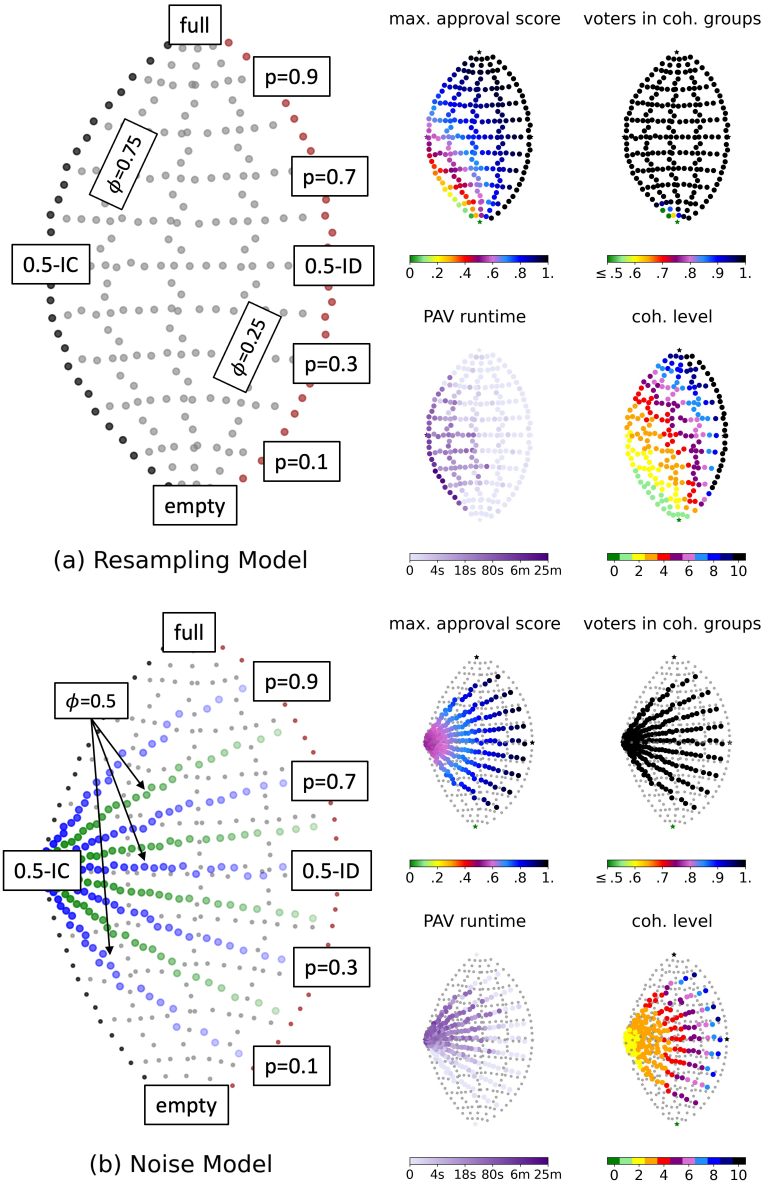 full
p=0.9
ϕ=0.75
p=0.7
0.5-IC
0.5-ID
ϕ=0.25
p=0.3
p=0.1
empty
(a) Resampling Model
max. approval score
0 .2 .4 .6 .8 1.
voters in coh. groups
≤.5 .6 .7 .8 .9 1.
PAV runtime
0 4s 18s 80s 6m 25m
coh. level
0 2 4 6 8 10
full
p=0.9
ϕ=0.5
p=0.7
0.5-IC
0.5-ID
p=0.3
p=0.1
empty
(b) Noise Model
max. approval score
0 .2 .4 .6 .8 1.
voters in coh. groups
≤.5 .6 .7 .8 .9 1.
PAV runtime
0 4s 18s 80s 6m 25m
coh. level
0 2 4 6 8 10